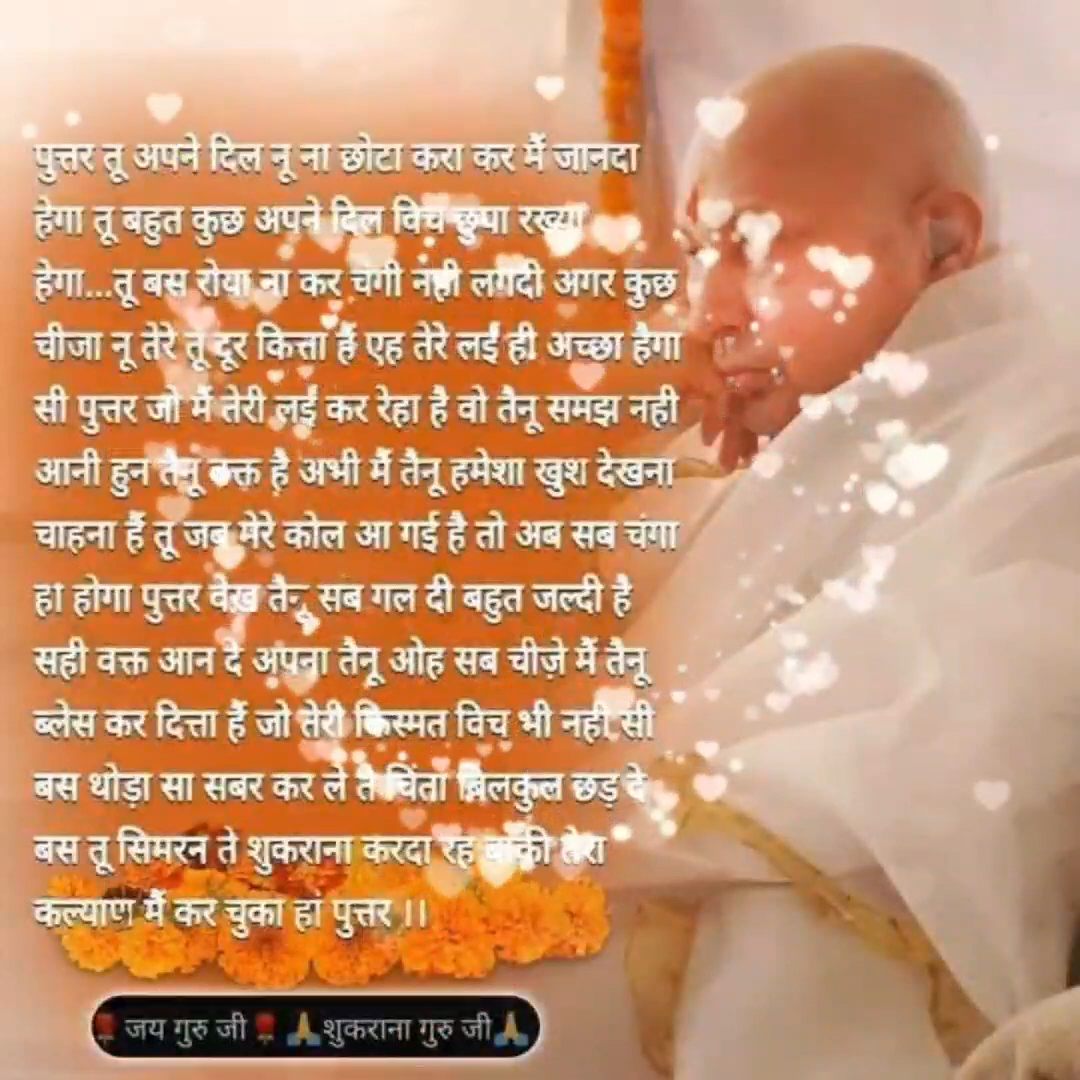 पुत्तर तू अपने दिल नू ना छोटा करा कर मैं जानदा
हेगा तू बहुत कुछ अपने दिल विच छुपा रख्या
हेगा...तू बस रोया ना कर चंगी नही लगदी अगर कुछ
चीजा नू तेरे तू दूर कित्ता हैं एह तेरे लई ही अच्छा हैगा
सी पुत्तर जो मैं तेरी लई कर रेहा है वो तैनू समझ नही
आनी हुन तैनू वक्त है अभी मैं तैनू हमेशा खुश देखना
चाहना हैं तू जब मेरे कोल आ गई है तो अब सब चंगा
हां होगा पुत्तर वेख तैनू सब गल दी बहुत जल्दी है
सही वक्त आन दे अपना तैनू ओह सब चीज़े मैं तैनू
ब्लेस कर दित्ता हैं जो तेरी किस्मत विच भी नही सी
बस थोड़ा सा सबर कर ले ते चिंता बिलकुल छड़ दे
बस तू सिमरन ते शुकराना करदा रह बाकी तेरा
कल्याण मैं कर चुका हां पुत्तर ।।
🌹जय गुरु जी🌹🙏शुकराना गुरु जी🙏